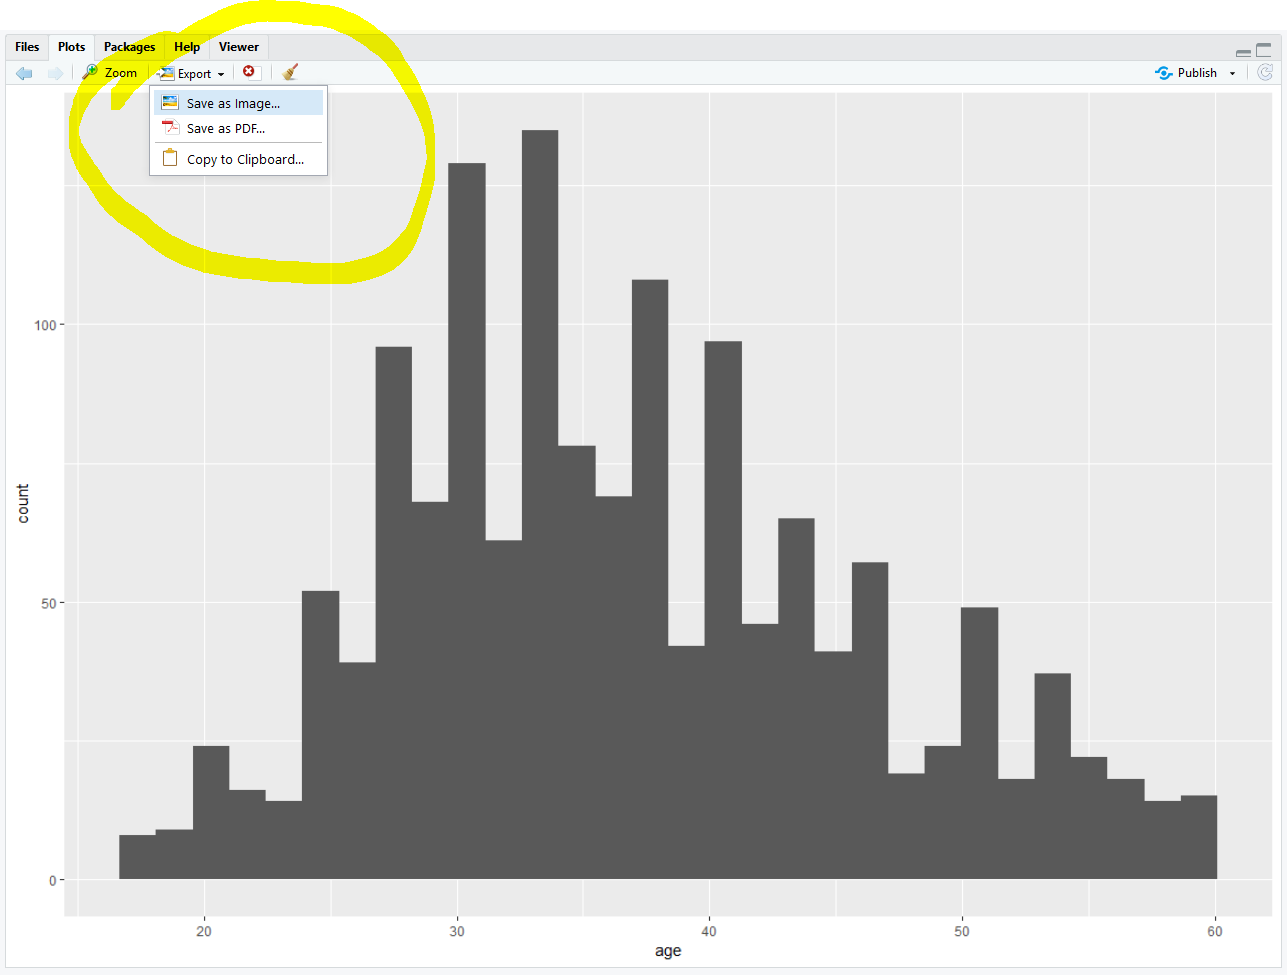 Files Plots Packages Help Viewer
Zoom Export Publish
Save as Image...
Save as PDF...
Copy to Clipboard...
100
50
0
count
20 30 40 50 60
age